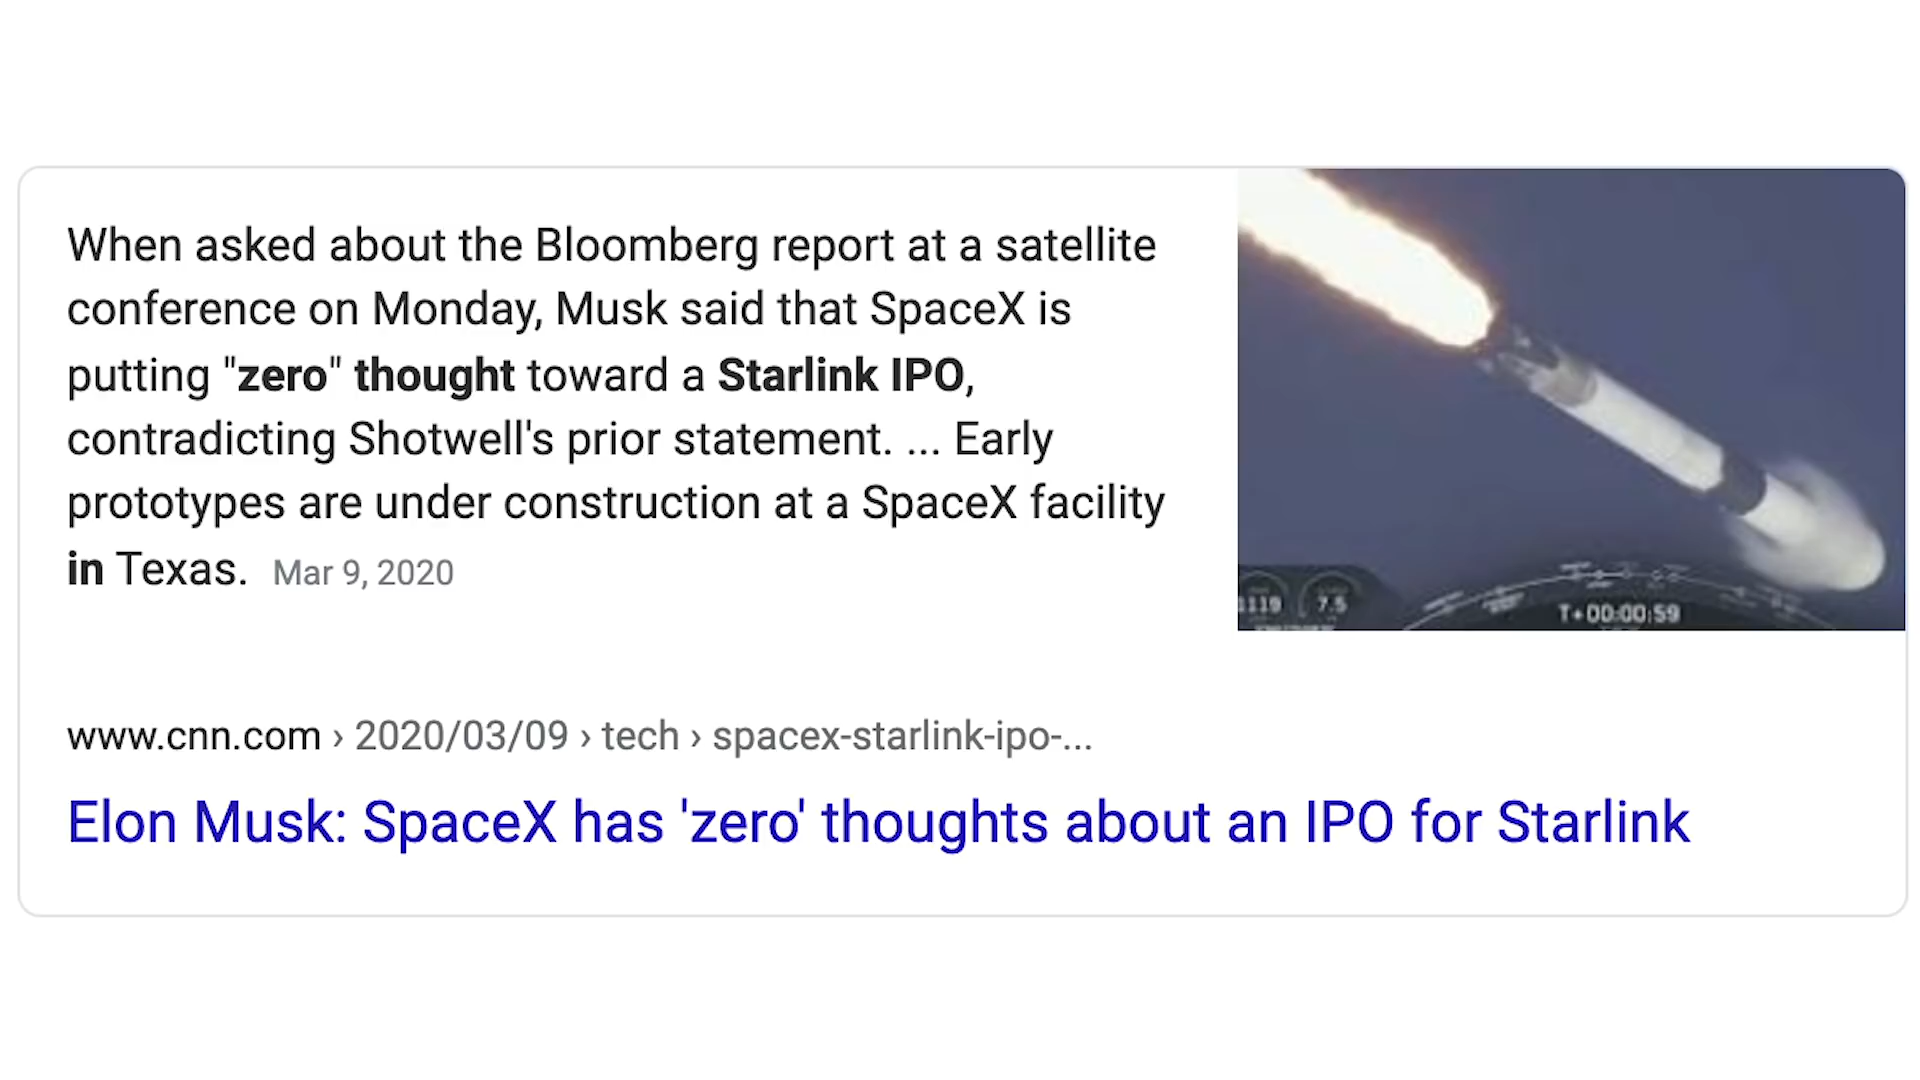 When asked about the Bloomberg report at a satellite
conference on Monday, Musk said that SpaceX is
putting "zero" thought toward a Starlink IPO,
contradicting Shotwell's prior statement. ... Early
prototypes are under construction at a SpaceX facility
in Texas. Mar 9, 2020
1119 7.5
T+00:00:59
www.cnn.com › 2020/03/09 › tech › spacex-starlink-ipo-...
Elon Musk: SpaceX has 'zero' thoughts about an IPO for Starlink